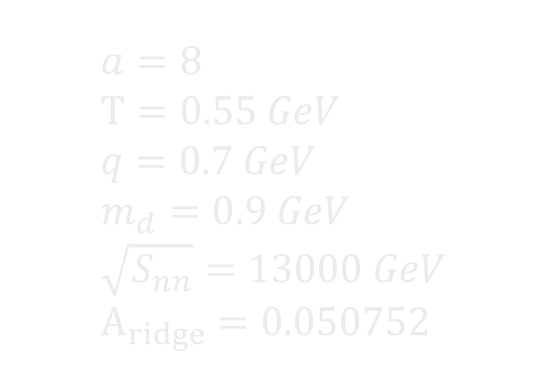 a = 8
T = 0.55 GeV
q = 0.7 GeV
m_d = 0.9 GeV
√S_nn = 13000 GeV
A_ridge = 0.050752